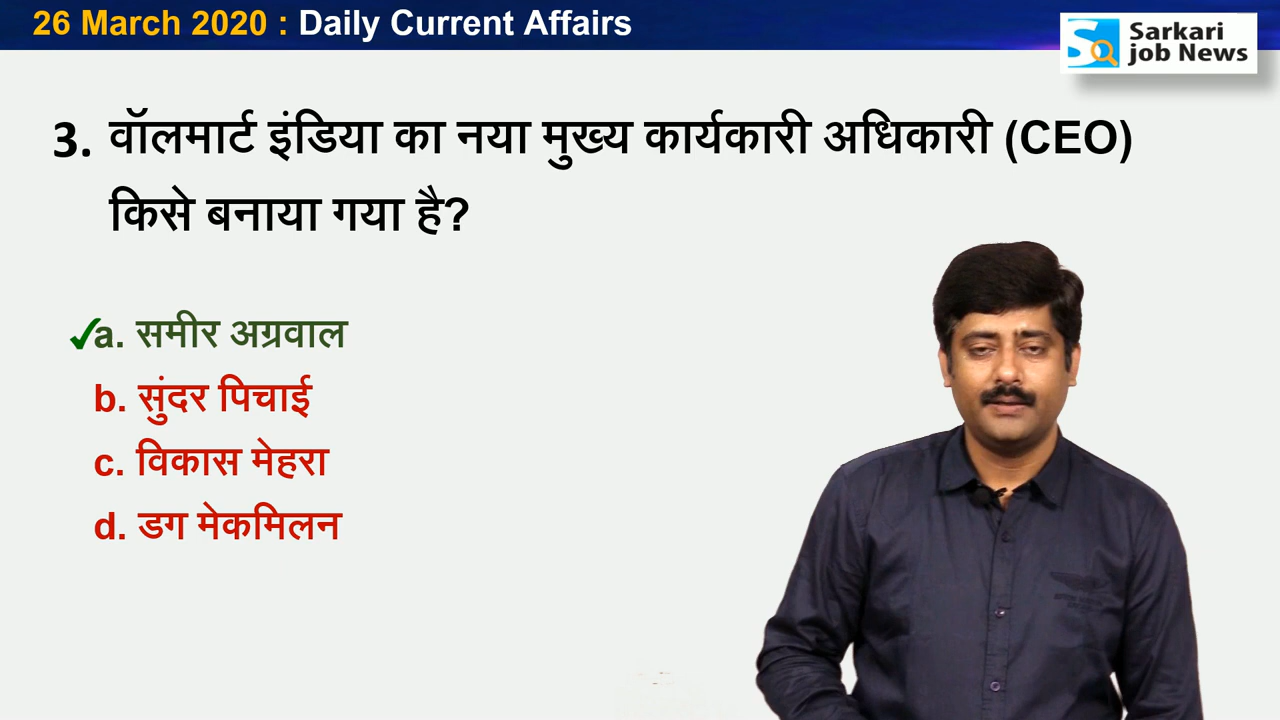 26 March 2020 : Daily Current Affairs
Sarkari
job News
3. वॉलमार्ट इंडिया का नया मुख्य कार्यकारी अधिकारी (CEO)
किसे बनाया गया है?
✓a. समीर अग्रवाल
b. सुंदर पिचाई
c. विकास मेहरा
d. डग मेकमिलन